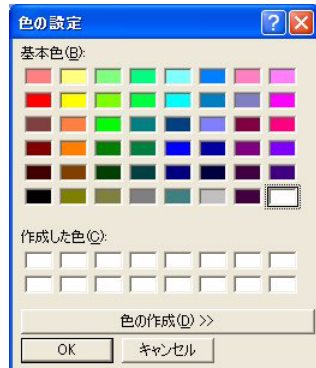 色の設定
基本色(B):
作成した色(C):
色の作成(D) >>
OK
キャンセル